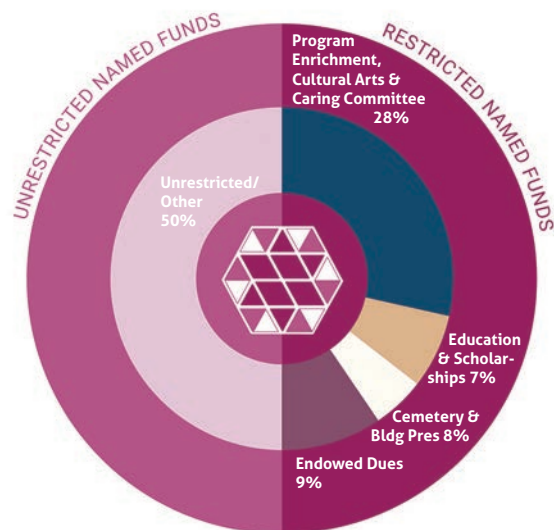 UNRESTRICTED NAMED FUNDS
RESTRICTED NAMED FUNDS
Program
Enrichment,
Cultural Arts &
Caring Committee
28%
Unrestricted/
Other
50%
Education
& Scholar-
ships 7%
Cemetery &
Bldg Pres 8%
Endowed Dues
9%